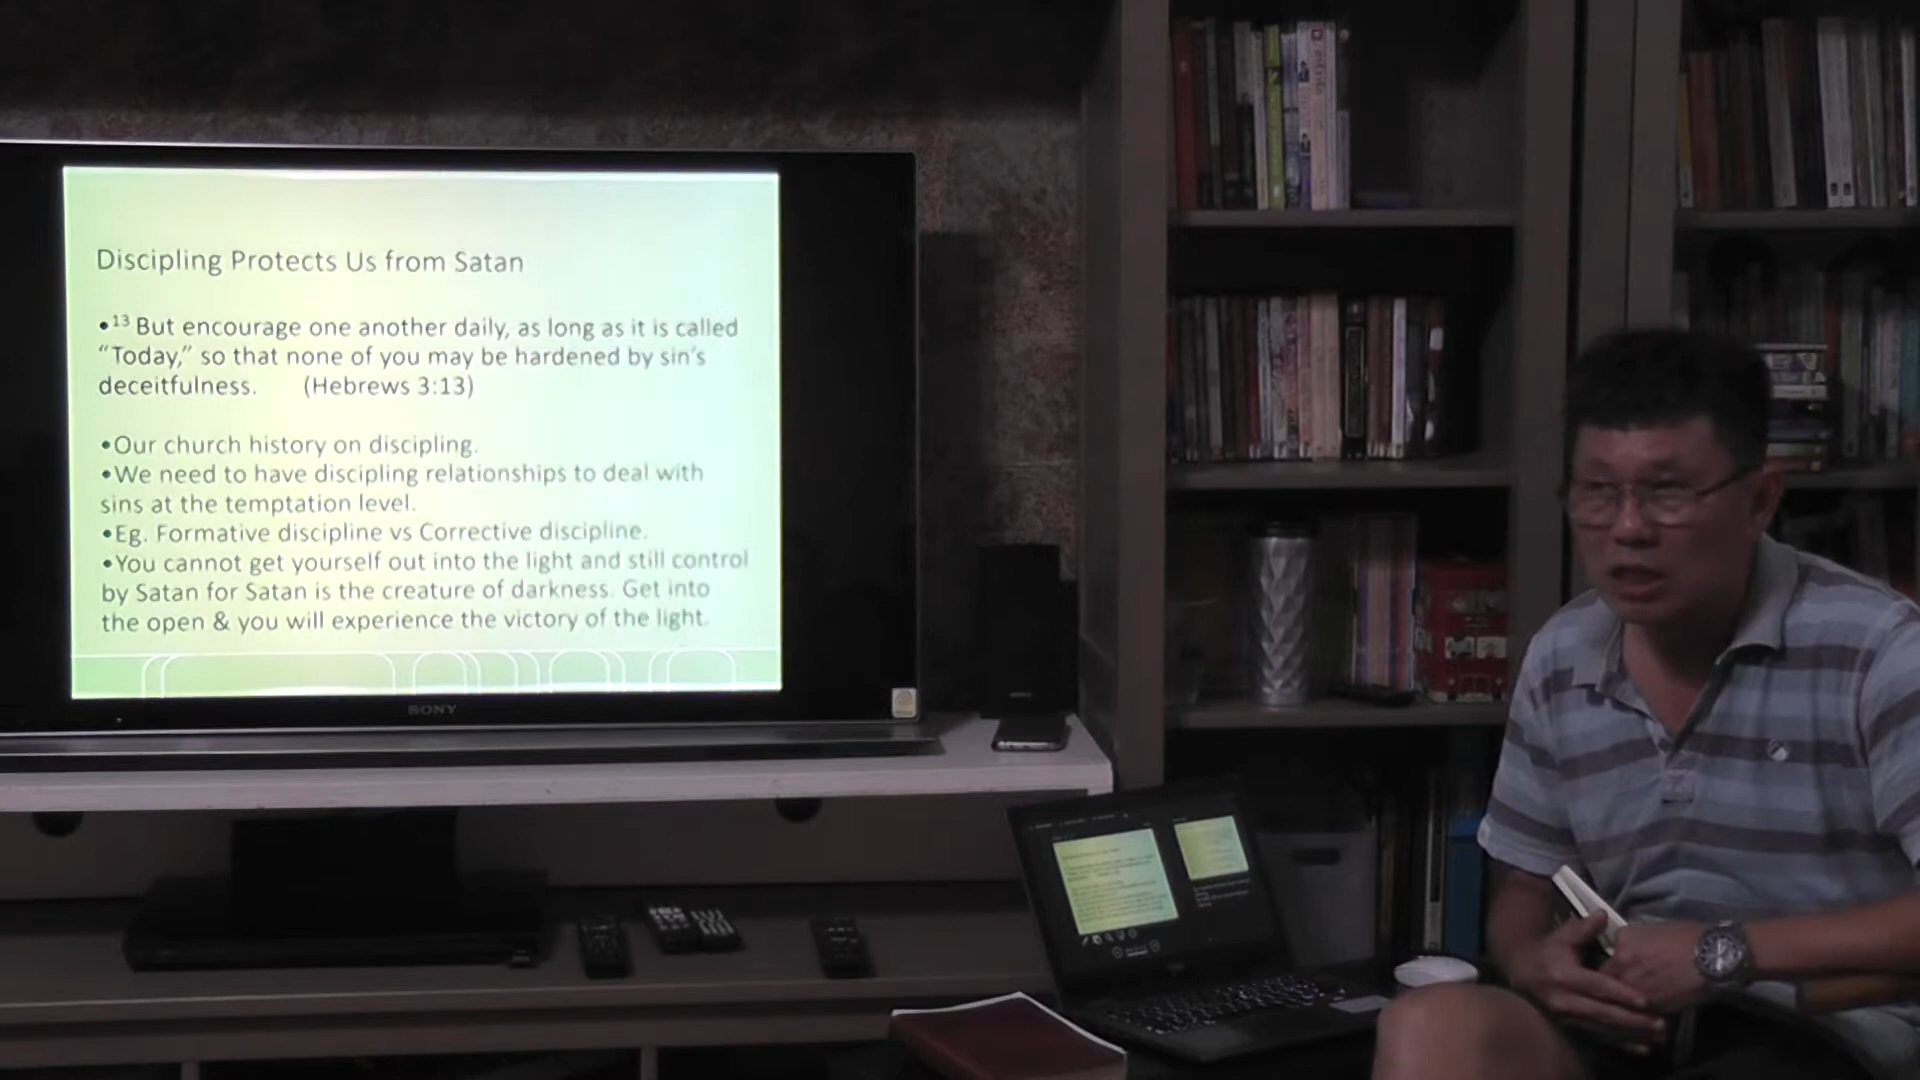 Discipling Protects Us from Satan
•13 But encourage one another daily, as long as it is called
“Today,” so that none of you may be hardened by sin’s
deceitfulness. (Hebrews 3:13)
•Our church history on discipling.
•We need to have discipling relationships to deal with
sins at the temptation level.
•Eg. Formative discipline vs Corrective discipline.
•You cannot get yourself out into the light and still control
by Satan for Satan is the creature of darkness. Get into
the open & you will experience the victory of the light.
SONY